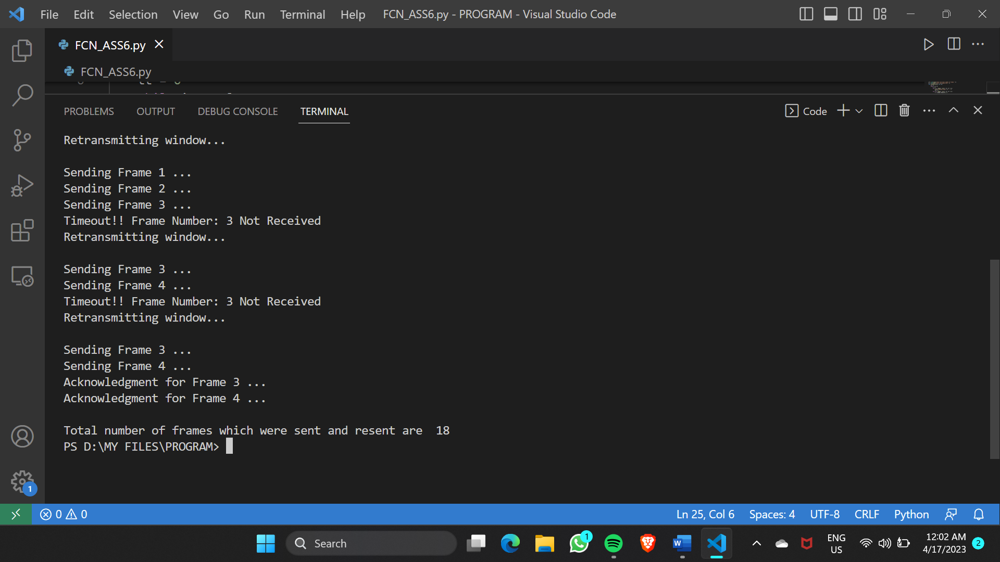 File Edit Selection View Go Run Terminal Help FCN_ASS6.py - PROGRAM - Visual Studio Code
FCN_ASS6.py
FCN_ASS6.py
PROBLEMS OUTPUT DEBUG CONSOLE TERMINAL Code
Retransmitting window...
Sending Frame 1 ...
Sending Frame 2 ...
Sending Frame 3 ...
Timeout!! Frame Number: 3 Not Received
Retransmitting window...
Sending Frame 3 ...
Sending Frame 4 ...
Timeout!! Frame Number: 3 Not Received
Retransmitting window...
Sending Frame 3 ...
Sending Frame 4 ...
Acknowledgment for Frame 3 ...
Acknowledgment for Frame 4 ...
Total number of frames which were sent and resent are  18
PS D:\MY FILES\PROGRAM>
1
0 0 Ln 25, Col 6 Spaces: 4 UTF-8 CRLF Python
Search 1 W ENG US 12:02 AM 4/17/2023 2